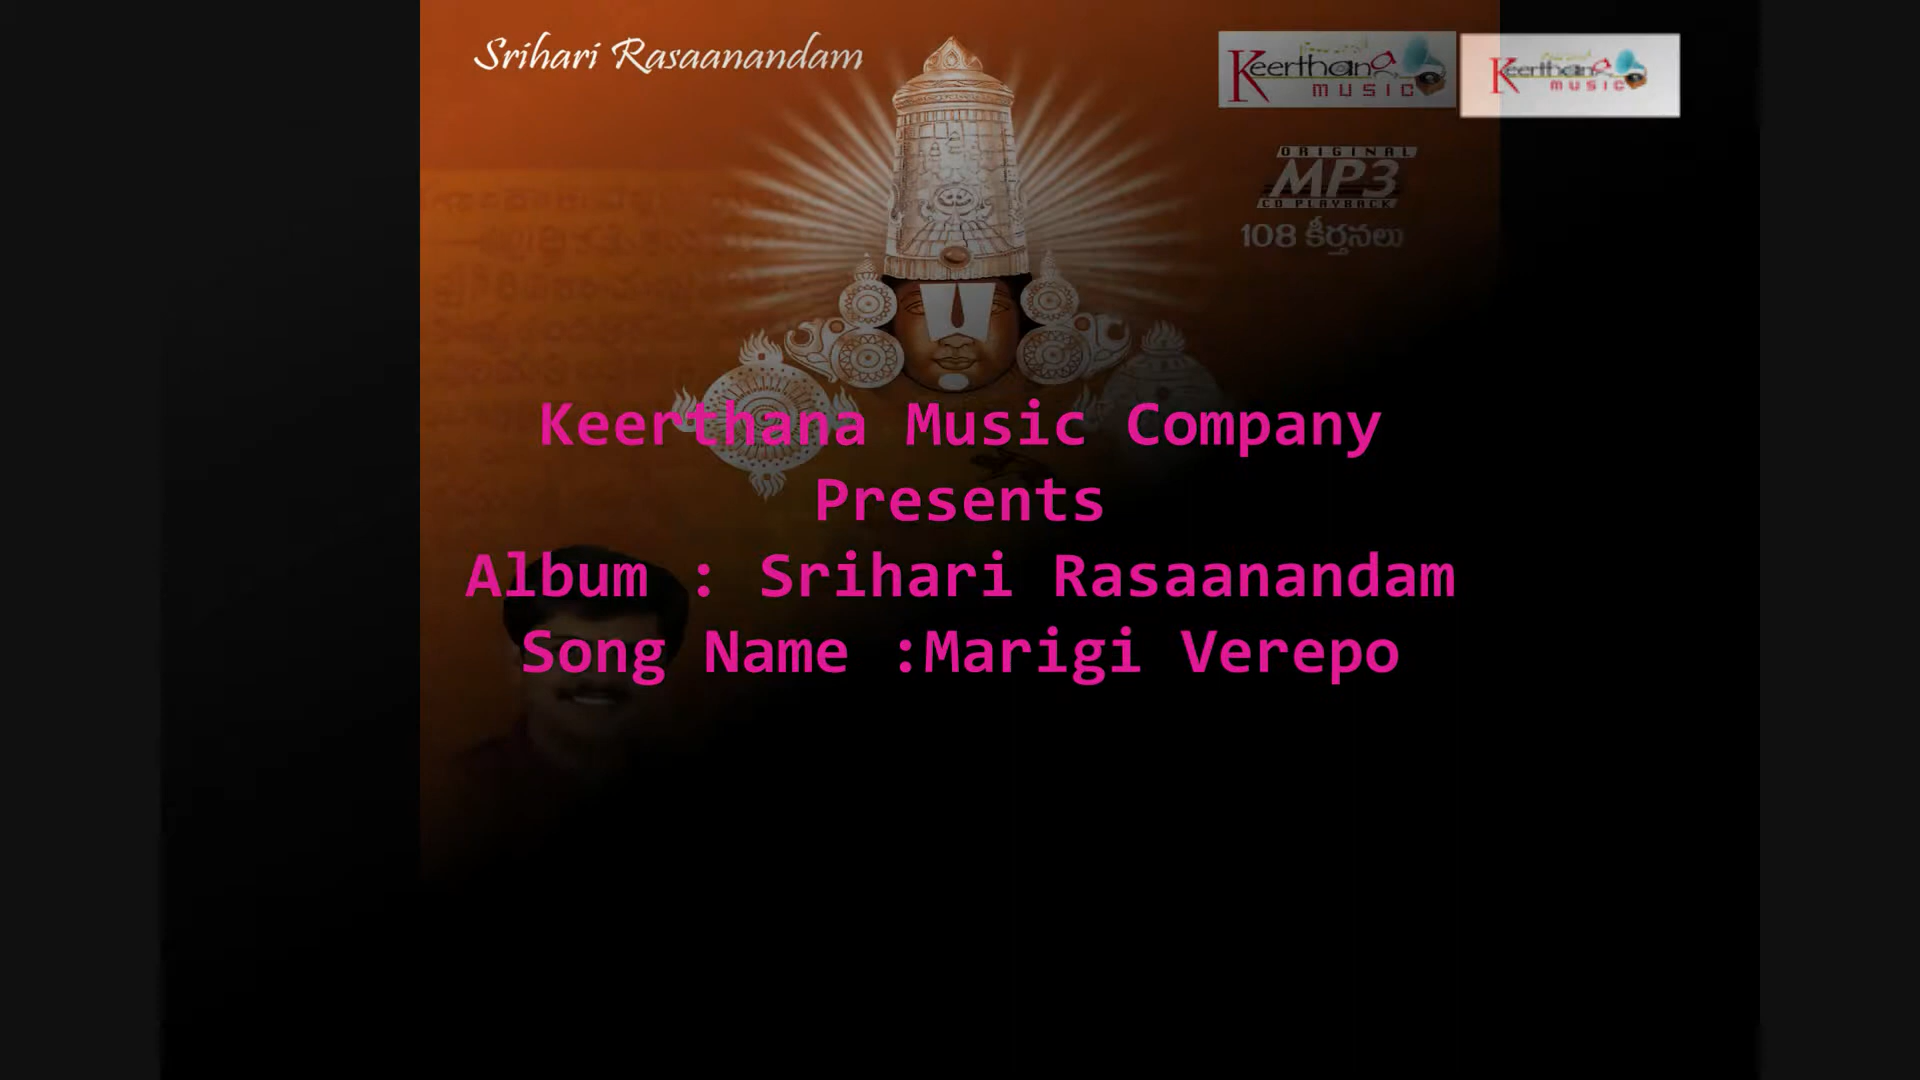 Srihari Rasaanandam
Keerthana
MUSIC
Keerthana
MUSIC
ORIGINAL
MP3
CD PLAYBACK
108 కీర్తనలు
Keerthana Music Company
Presents
Album : Srihari Rasaanandam
Song Name :Marigi Verepo